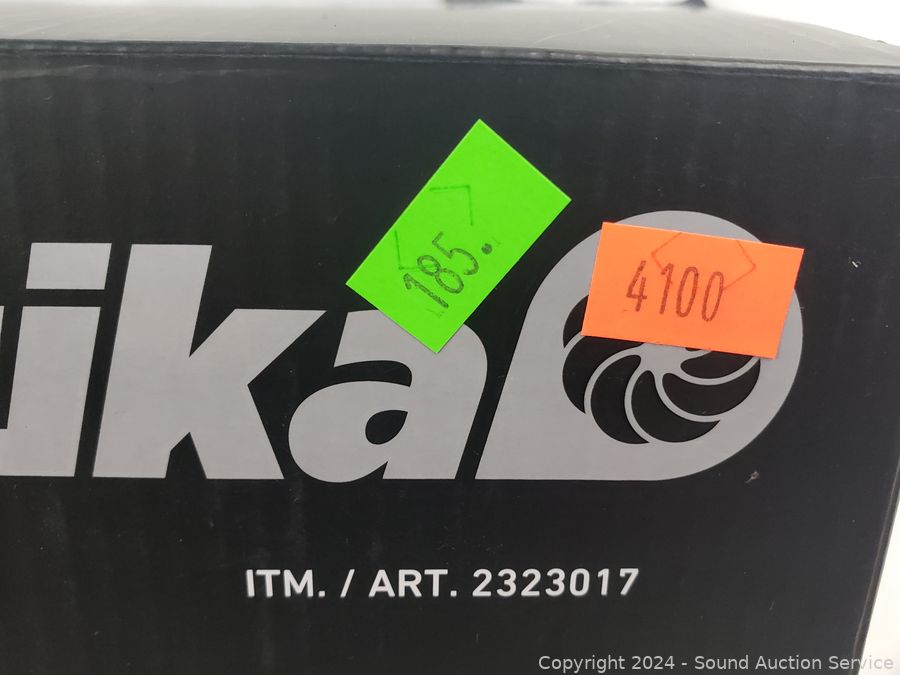 185.
4100
ika
ITM. / ART. 2323017
Copyright 2024 - Sound Auction Service